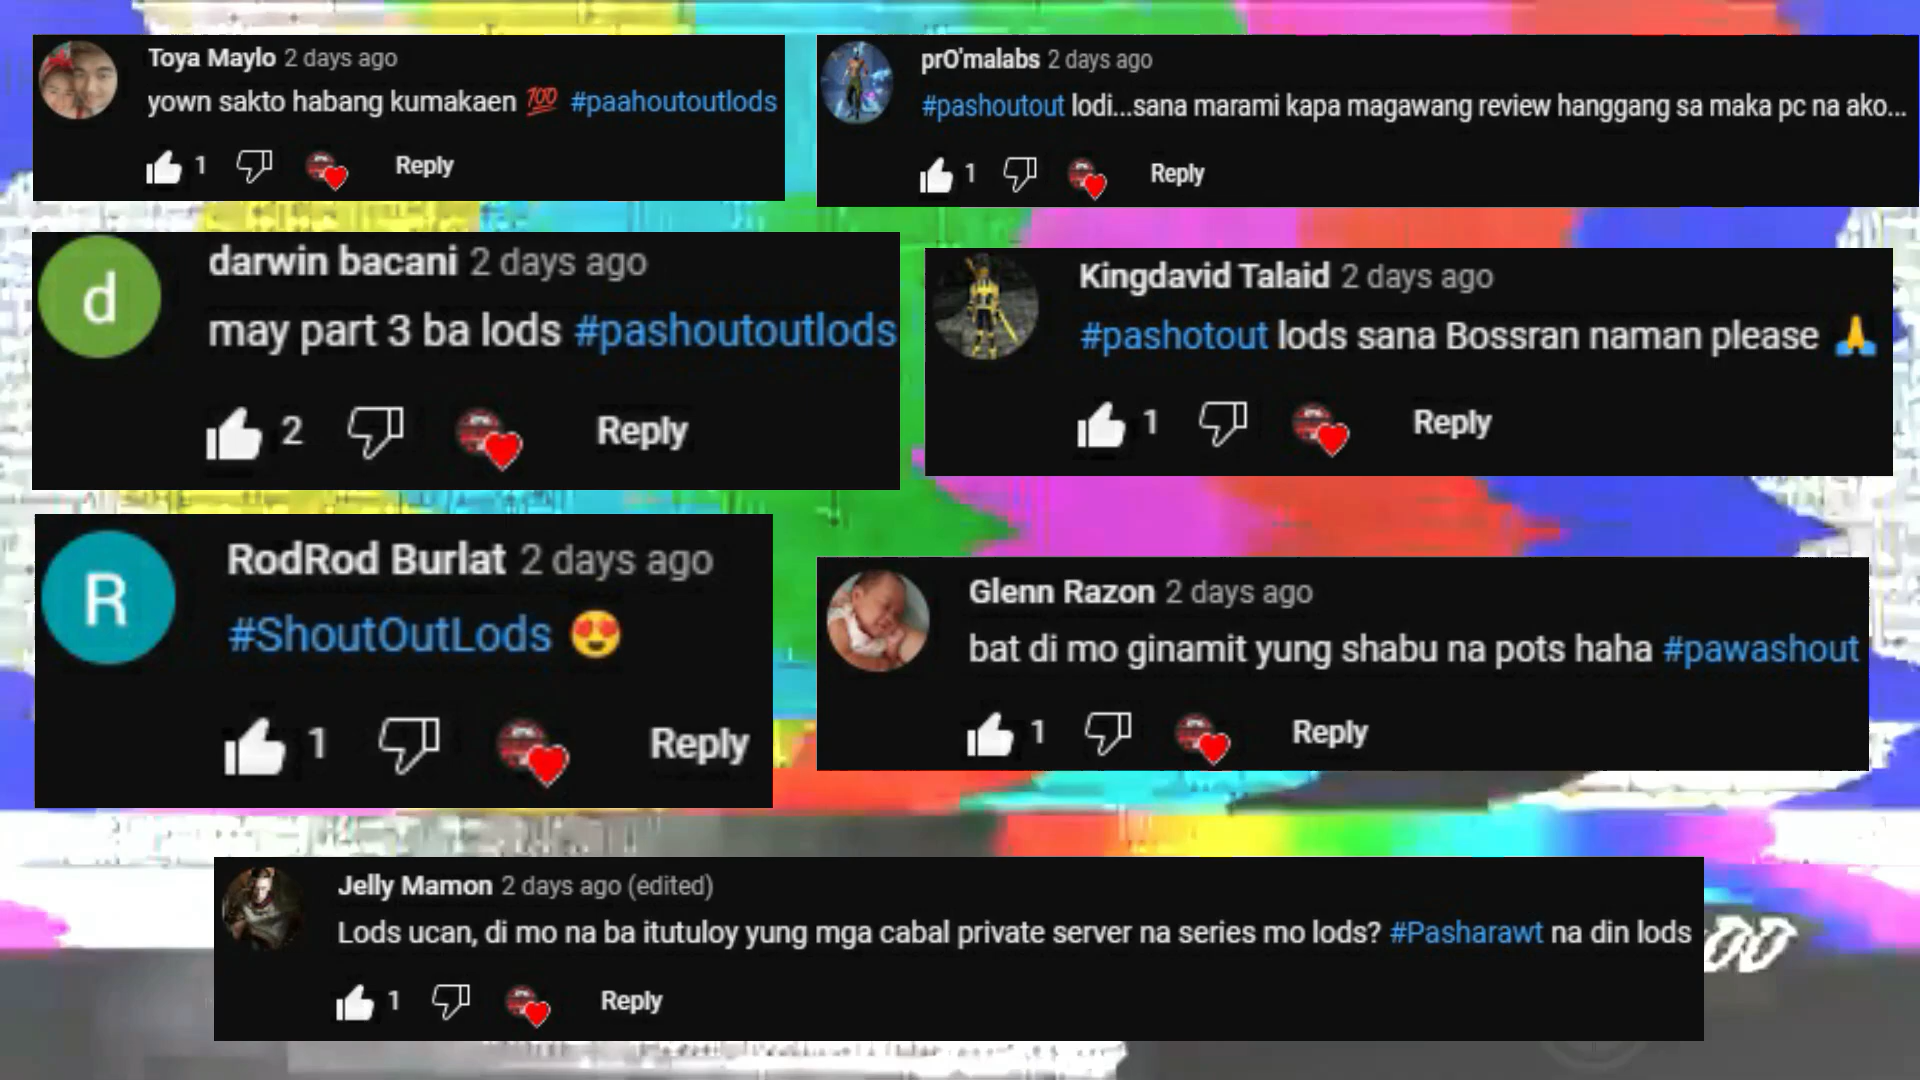 Toya Maylo 2 days ago
yown sakto habang kumakaen 💯 #paahoutoutlods
1 Reply
prO'malabs 2 days ago
#pashoutout lodi...sana marami kapa magawang review hanggang sa maka pc na ako...
1 Reply
d
darwin bacani 2 days ago
may part 3 ba lods #pashoutoutlods
2 Reply
Kingdavid Talaid 2 days ago
#pashotout lods sana Bossran naman please 🙏
1 Reply
R
RodRod Burlat 2 days ago
#ShoutOutLods 😍
1 Reply
Glenn Razon 2 days ago
bat di mo ginamit yung shabu na pots haha #pawashout
1 Reply
Jelly Mamon 2 days ago (edited)
Lods ucan, di mo na ba itutuloy yung mga cabal private server na series mo lods? #Pasharawt na din lods
1 Reply